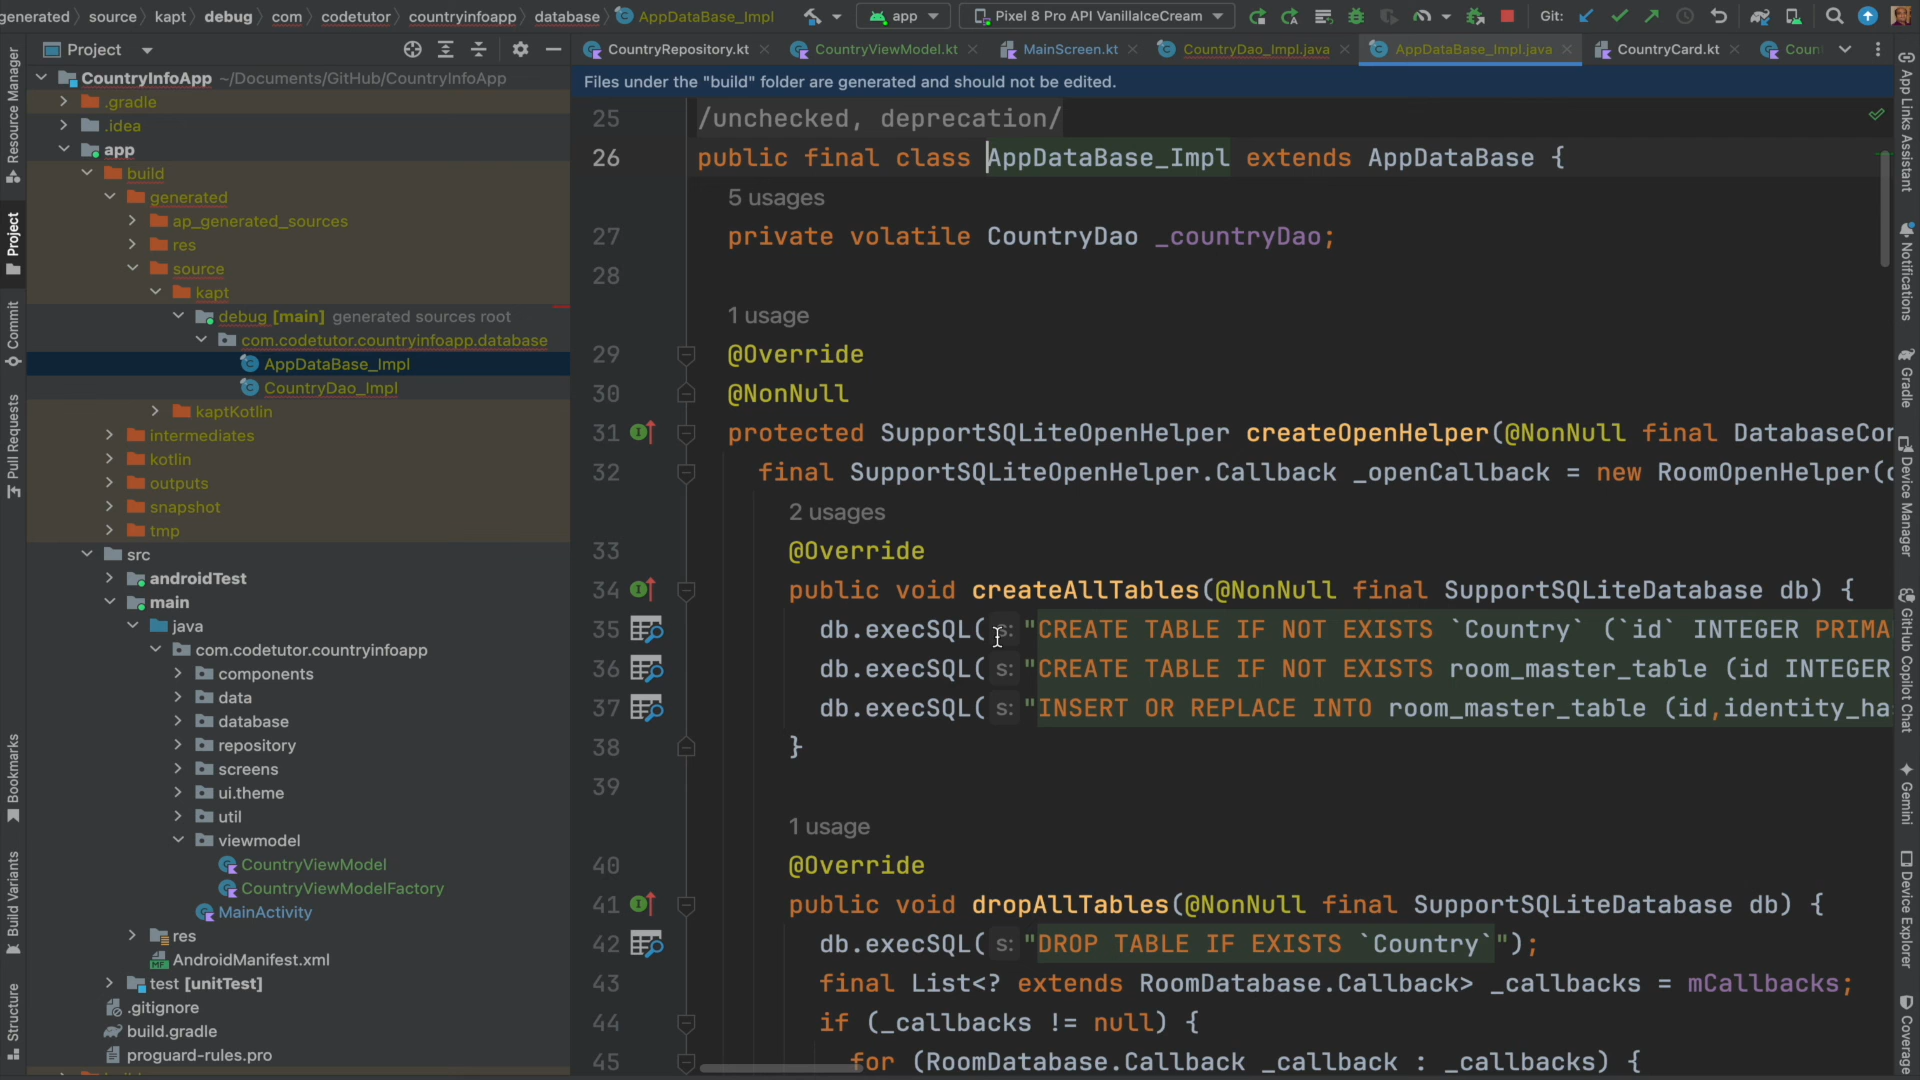 generated
source
kapt
debug
com
codetutor
countryinfoapp
database
AppDataBase_Impl
app
Pixel 8 Pro API VanillaIceCream
Git:
Project
CountryRepository.kt
CountryViewModel.kt
MainScreen.kt
CountryDao_Impl.java
AppDataBase_Impl.java
CountryCard.kt
Coun
Resource Manager
Project
Commit
Pull Requests
Bookmarks
Build Variants
Structure
CountryInfoApp ~/Documents/GitHub/CountryInfoApp
.gradle
.idea
app
build
generated
ap_generated_sources
res
source
kapt
debug [main] generated sources root
com.codetutor.countryinfoapp.database
AppDataBase_Impl
CountryDao_Impl
kaptKotlin
intermediates
kotlin
outputs
snapshot
tmp
src
androidTest
main
java
com.codetutor.countryinfoapp
components
data
database
repository
screens
ui.theme
util
viewmodel
CountryViewModel
CountryViewModelFactory
MainActivity
res
AndroidManifest.xml
test [unitTest]
.gitignore
build.gradle
proguard-rules.pro
Files under the "build" folder are generated and should not be edited.
25 /unchecked, deprecation/
26 public final class AppDataBase_Impl extends AppDataBase {
5 usages
27 private volatile CountryDao _countryDao;
28
1 usage
29 @Override
30 @NonNull
31 protected SupportSQLiteOpenHelper createOpenHelper(@NonNull final DatabaseCon
32 final SupportSQLiteOpenHelper.Callback _openCallback = new RoomOpenHelper(c
2 usages
33 @Override
34 public void createAllTables(@NonNull final SupportSQLiteDatabase db) {
35 db.execSQL( s: "CREATE TABLE IF NOT EXISTS `Country` (`id` INTEGER PRIMA
36 db.execSQL( s: "CREATE TABLE IF NOT EXISTS room_master_table (id INTEGER
37 db.execSQL( s: "INSERT OR REPLACE INTO room_master_table (id,identity_ha
38 }
39
1 usage
40 @Override
41 public void dropAllTables(@NonNull final SupportSQLiteDatabase db) {
42 db.execSQL( s: "DROP TABLE IF EXISTS `Country`");
43 final List<? extends RoomDatabase.Callback> _callbacks = mCallbacks;
44 if (_callbacks != null) {
45 for (RoomDatabase.Callback _callback : _callbacks) {
App Links Assistant
Notifications
Gradle
Device Manager
GitHub Copilot Chat
Gemini
Device Explorer
Coverage